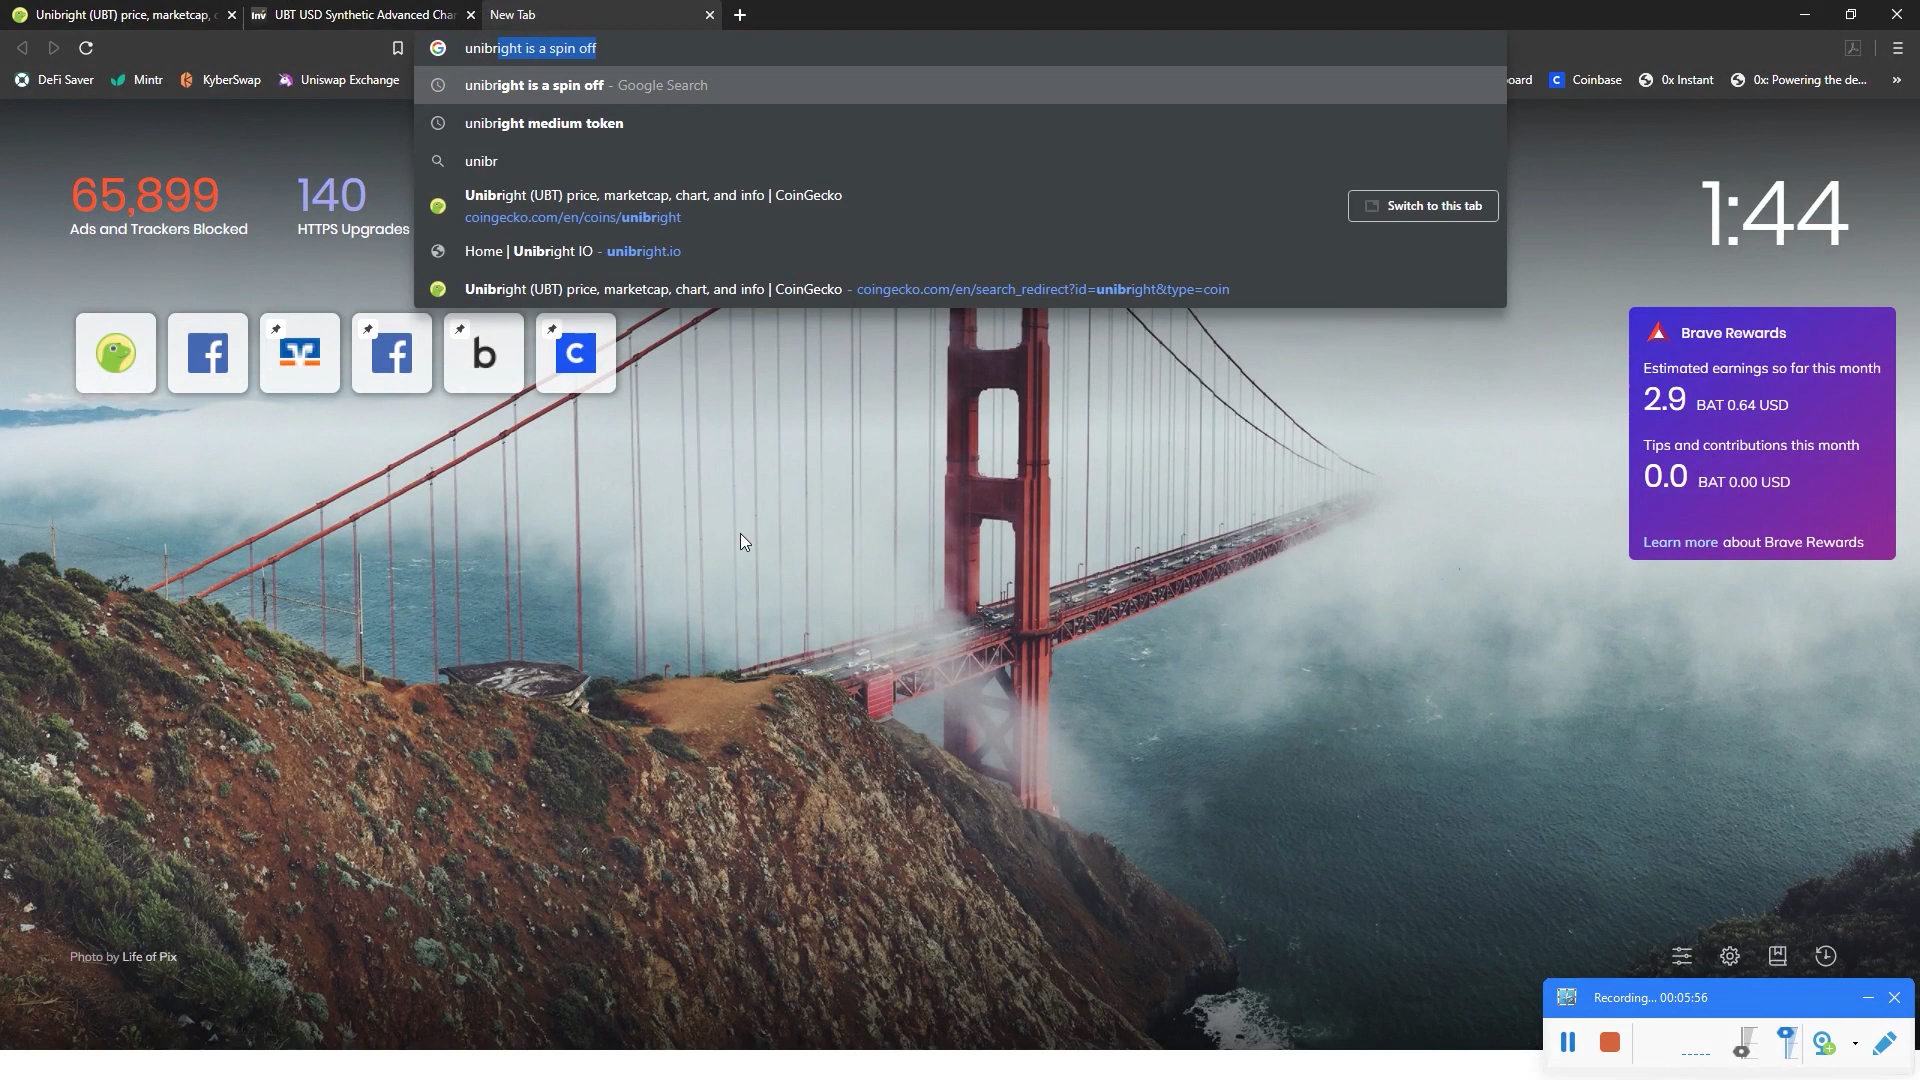 Unibright (UBT) price, marketcap, c
UBT USD Synthetic Advanced Char
New Tab
unibright is a spin off
DeFi Saver
Mintr
KyberSwap
Uniswap Exchange
oard
Coinbase
0x Instant
0x: Powering the de...
»
unibright is a spin off - Google Search
unibright medium token
unibr
Unibright (UBT) price, marketcap, chart, and info | CoinGecko
coingecko.com/en/coins/unibright
Switch to this tab
Home | Unibright IO - unibright.io
Unibright (UBT) price, marketcap, chart, and info | CoinGecko - coingecko.com/en/search_redirect?id=unibright&type=coin
65,899
Ads and Trackers Blocked
140
HTTPS Upgrades
1:44
Brave Rewards
Estimated earnings so far this month
2.9 BAT 0.64 USD
Tips and contributions this month
0.0 BAT 0.00 USD
Learn more about Brave Rewards
Photo by Life of Pix
Recording... 00:05:56